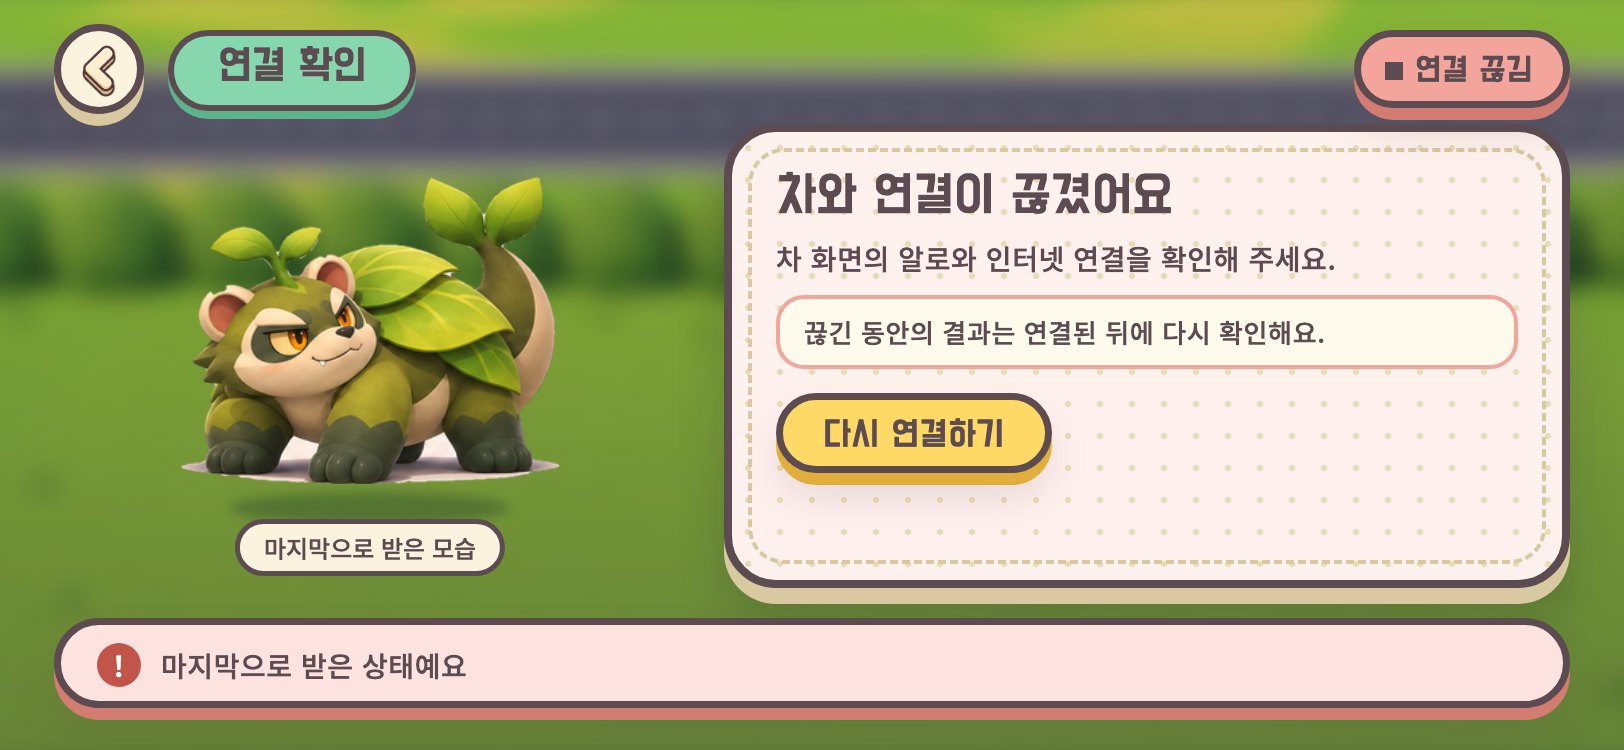 연결 확인
연결 끊김
차와 연결이 끊겼어요
차 화면의 알로와 인터넷 연결을 확인해 주세요.
끊긴 동안의 결과는 연결된 뒤에 다시 확인해요.
다시 연결하기
마지막으로 받은 모습
! 마지막으로 받은 상태예요